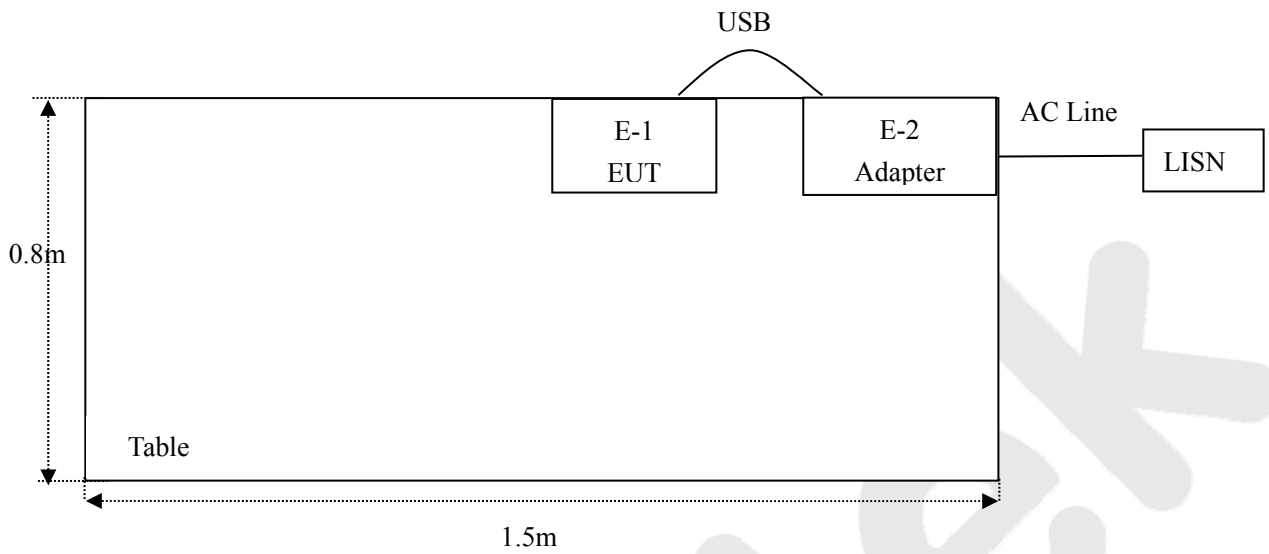 USB
E-1
EUT
E-2
Adapter
AC Line
LISN
0.8m
Table
1.5m